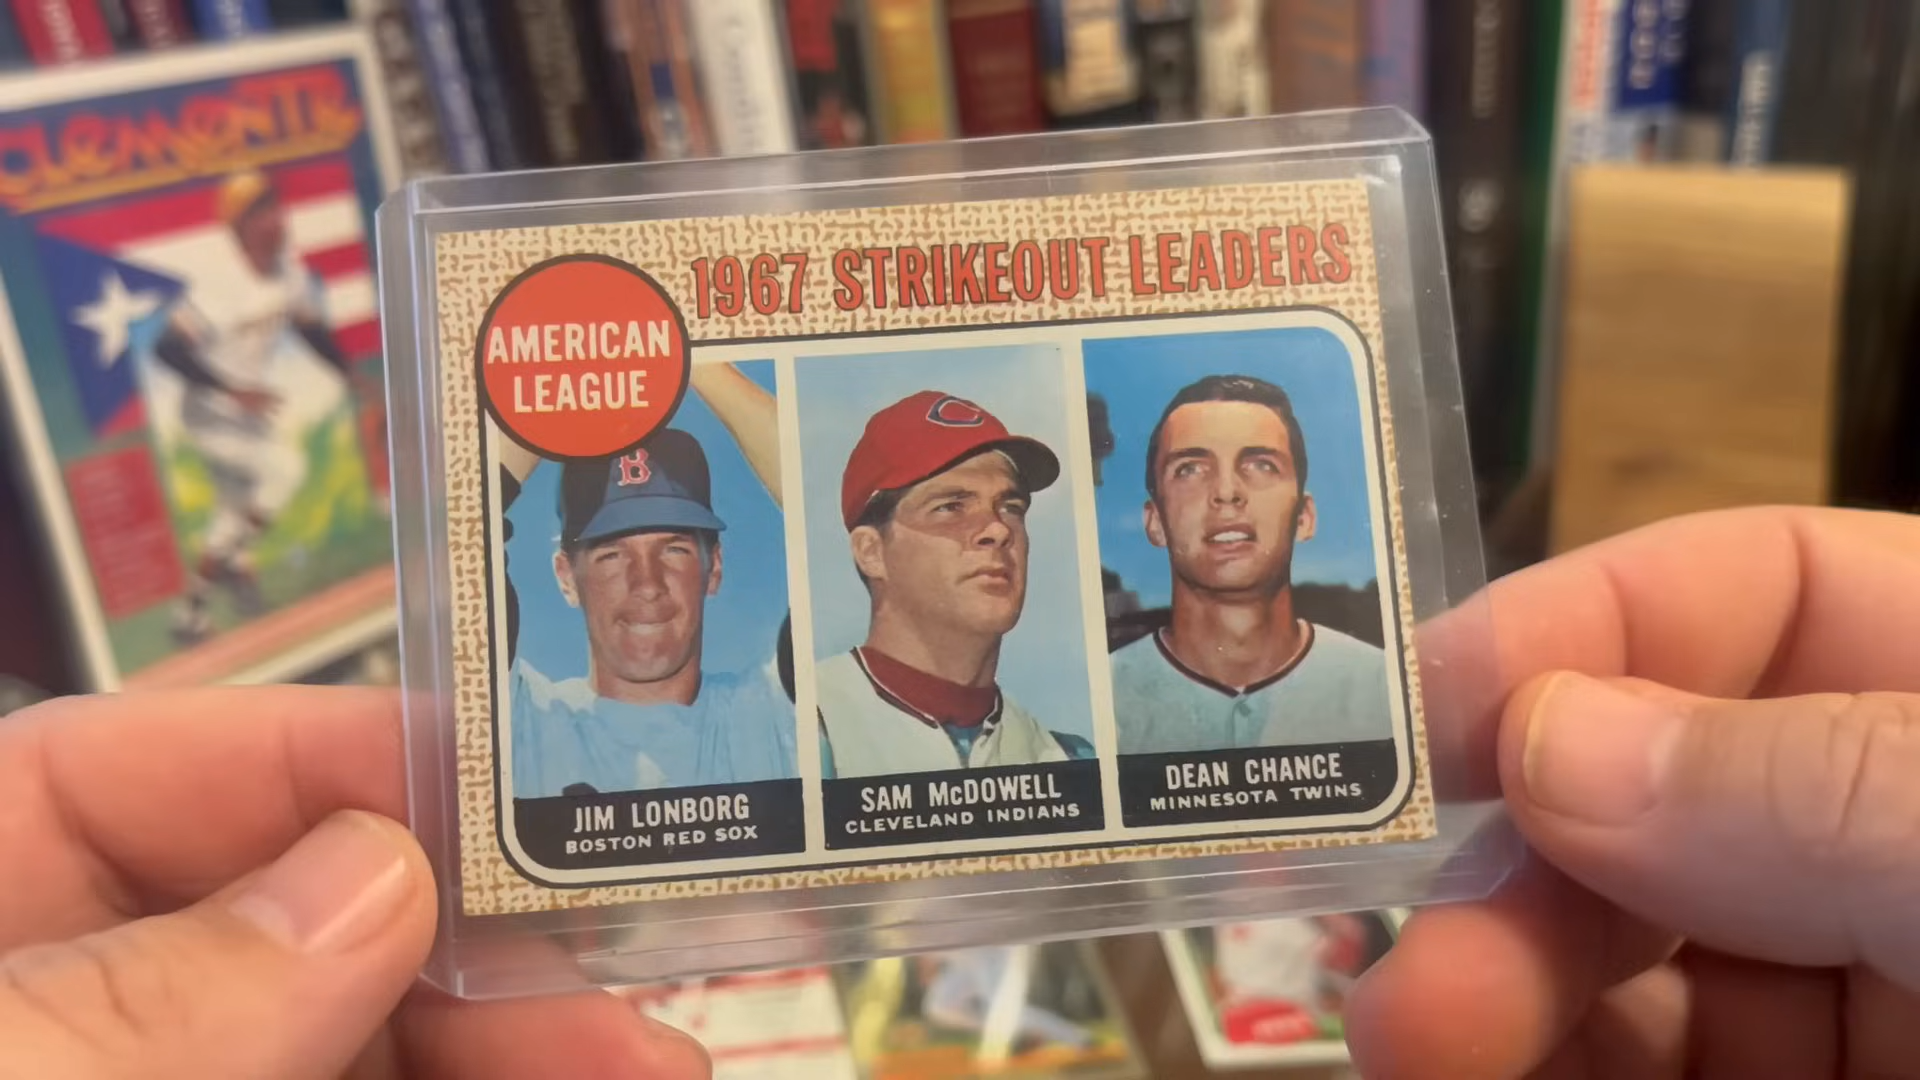 CLEMENTE
1967 STRIKEOUT LEADERS
AMERICAN
LEAGUE
B
C
JIM LONBORG
BOSTON RED SOX
SAM McDOWELL
CLEVELAND INDIANS
DEAN CHANCE
MINNESOTA TWINS